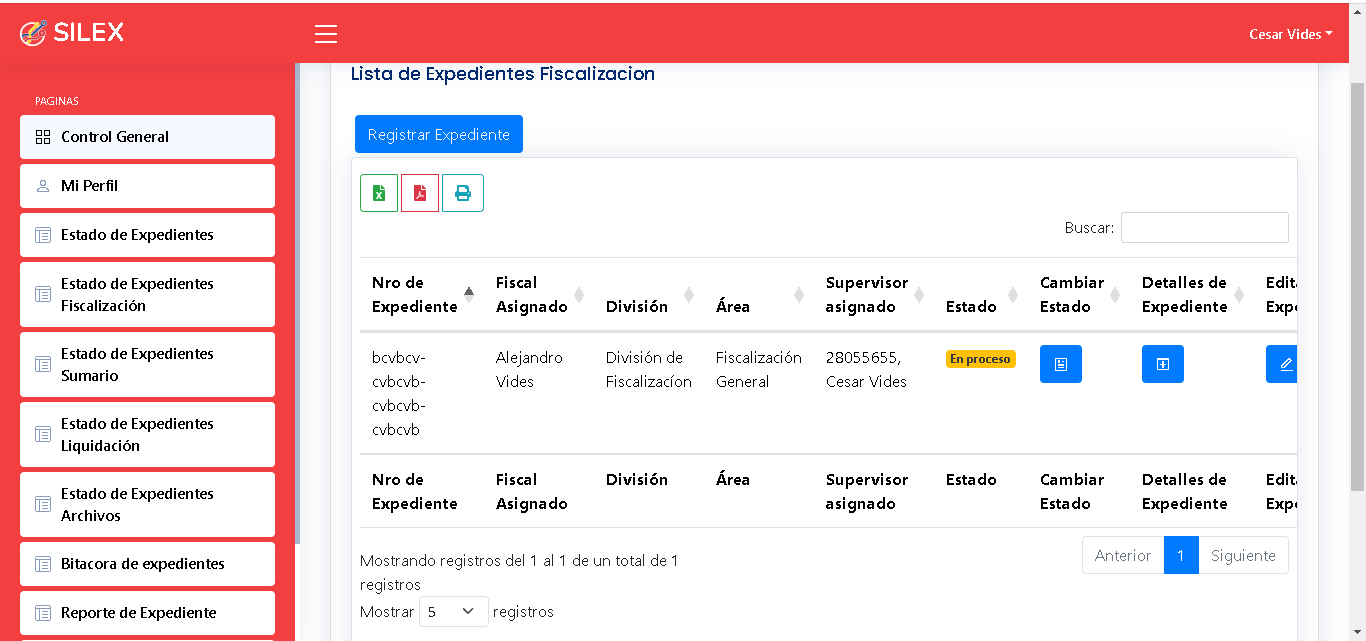 SILEX
Cesar Vides
PAGINAS
Control General
Mi Perfil
Estado de Expedientes
Estado de Expedientes
Fiscalización
Estado de Expedientes
Sumario
Estado de Expedientes
Liquidación
Estado de Expedientes
Archivos
Bitacora de expedientes
Reporte de Expediente
Lista de Expedientes Fiscalizacion
Registrar Expediente
Buscar:
Nro de Expediente Fiscal Asignado División Área Supervisor asignado Estado Cambiar Estado Detalles de Expediente Edit Expe
bcvbcv-cvbcvb-cvbcvb-cvbcvb Alejandro Vides División de Fiscalizacíon Fiscalización General 28055655, Cesar Vides En proceso
Nro de Expediente Fiscal Asignado División Área Supervisor asignado Estado Cambiar Estado Detalles de Expediente Edit Expe
Mostrando registros del 1 al 1 de un total de 1
registros
Anterior 1 Siguiente
Mostrar 5 registros